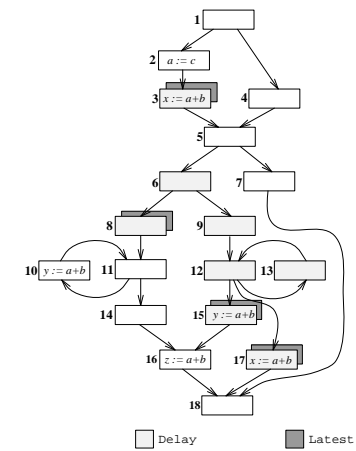 1
2 a := c
3 x := a+b 4
5
6 7
8 9
10 y := a+b 11 12 13
14 15 y := a+b
16 z := a+b 17 x := a+b
18
Delay Latest